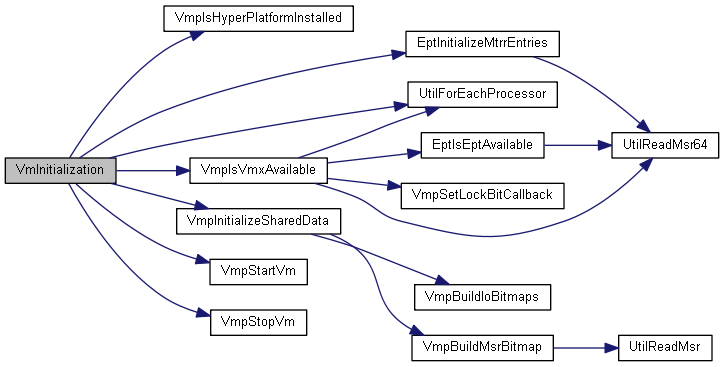 VmpIsHyperPlatformInstalled
EptInitializeMtrrEntries
UtilForEachProcessor
EptIsEptAvailable
UtilReadMsr64
VmInitialization
VmpIsVmxAvailable
VmpSetLockBitCallback
VmpInitializeSharedData
VmpStartVm
VmpBuildIoBitmaps
VmpStopVm
VmpBuildMsrBitmap
UtilReadMsr